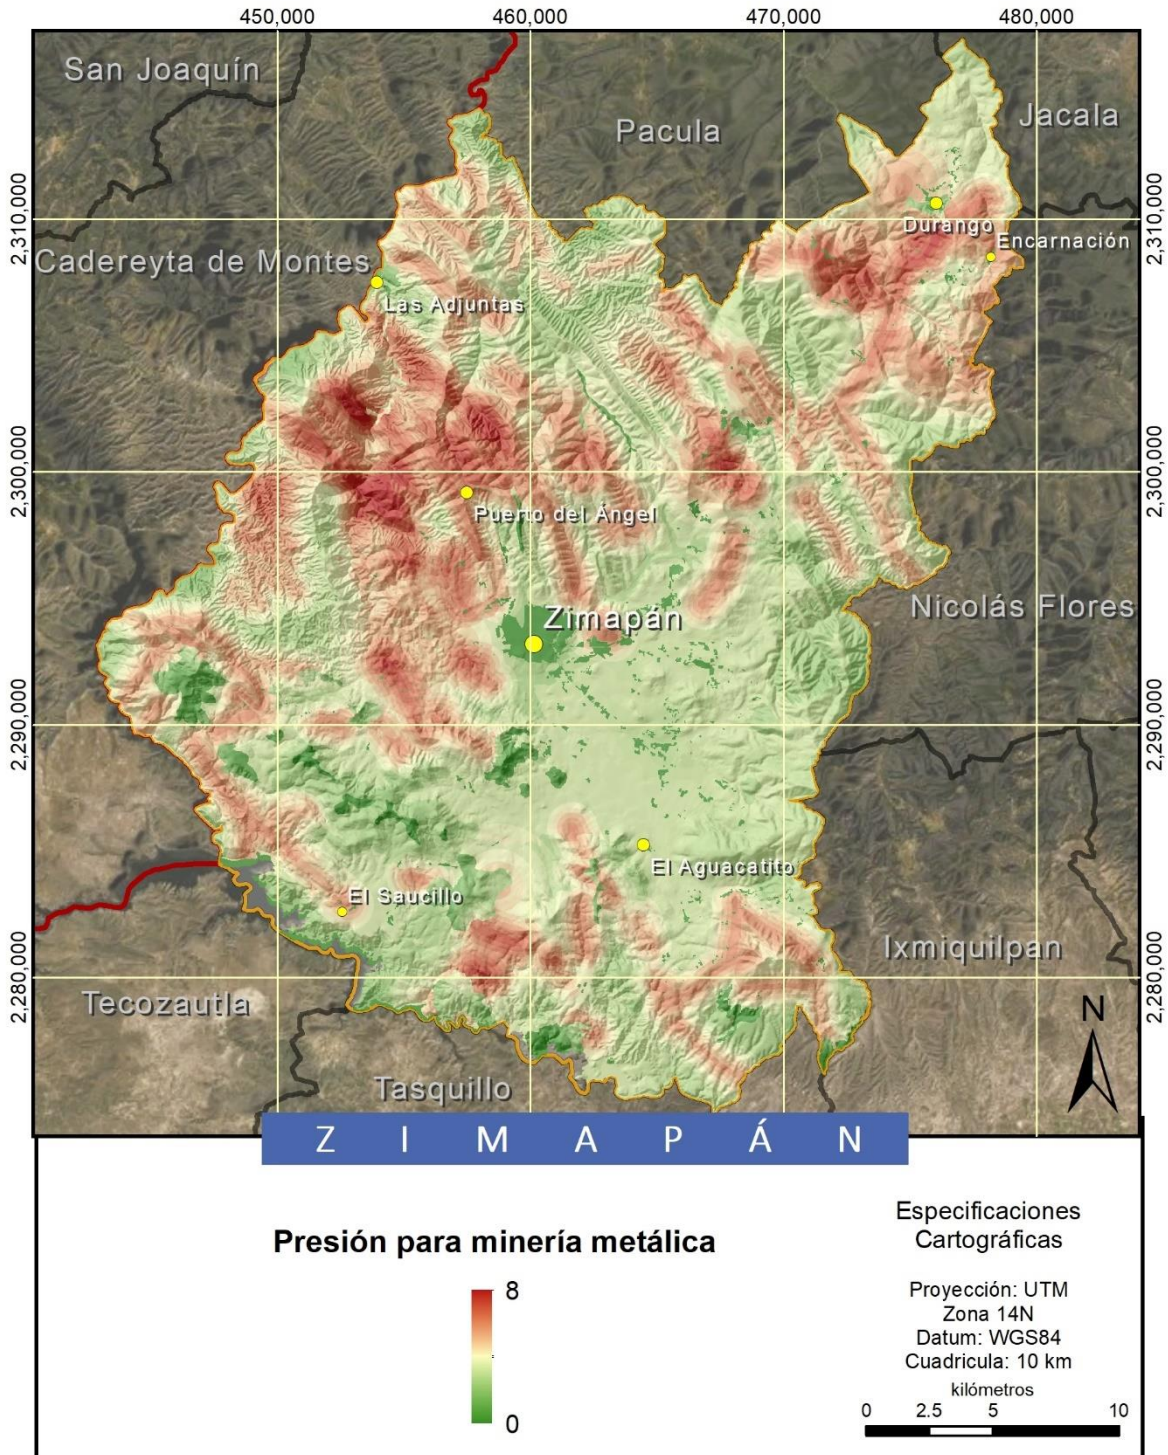 450,000 460,000 470,000 480,000
San Joaquín
Pacula
Jacala
2,310,000
2,310,000
Durango
Encarnación
Cadereyta de Montes
Las Adjuntas
2,300,000
2,300,000
Puerto del Ángel
Zimapán
Nicolás Flores
2,290,000
2,290,000
El Aguacatito
El Saucillo
Ixmiquilpan
2,280,000
2,280,000
Tecozautla
N
Tasquillo
Z I M A P Á N
Presión para minería metálica
8
0
Especificaciones
Cartográficas
Proyección: UTM
Zona 14N
Datum: WGS84
Cuadricula: 10 km
kilómetros
0 2.5 5 10